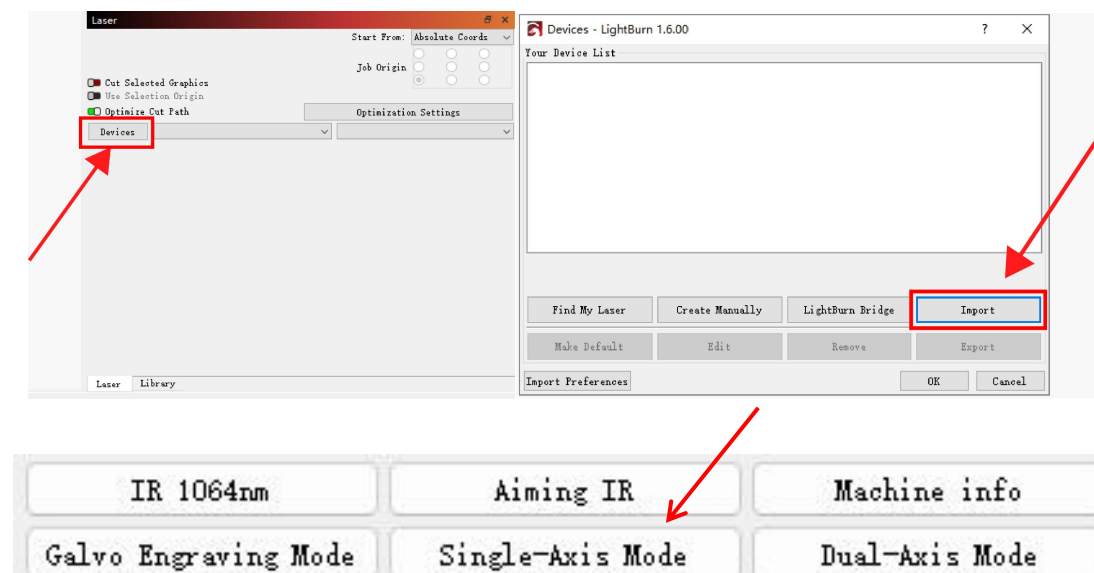 Laser
Start From: Absolute Coords
Job Origin
Cut Selected Graphics
Use Selection Origin
Optimize Cut Path
Optimization Settings
Devices
Laser Library
Devices - LightBurn 1.6.00
Your Device List
Find My Laser Create Manually LightBurn Bridge Import
Make Default Edit Remove Export
Import Preferences OK Cancel
IR 1064nm Aiming IR Machine info
Galvo Engraving Mode Single-Axis Mode Dual-Axis Mode